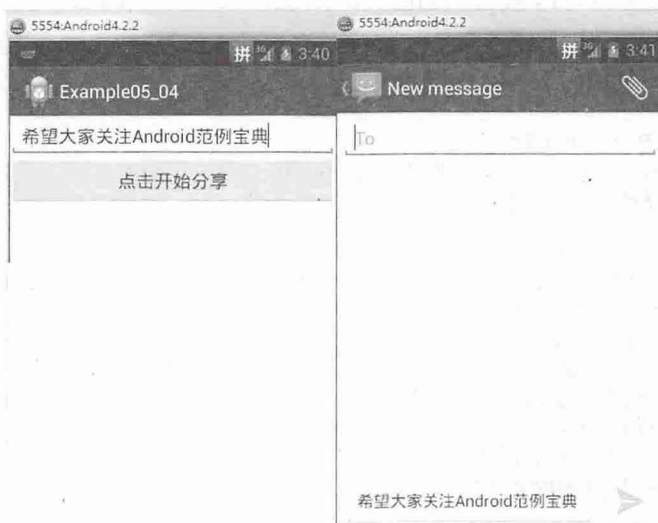 5554:Android4.2.2
拼 36 3:40
Example05_04
希望大家关注Android范例宝典
点击开始分享
5554:Android4.2.2
拼 36 3:41
New message
To
希望大家关注Android范例宝典